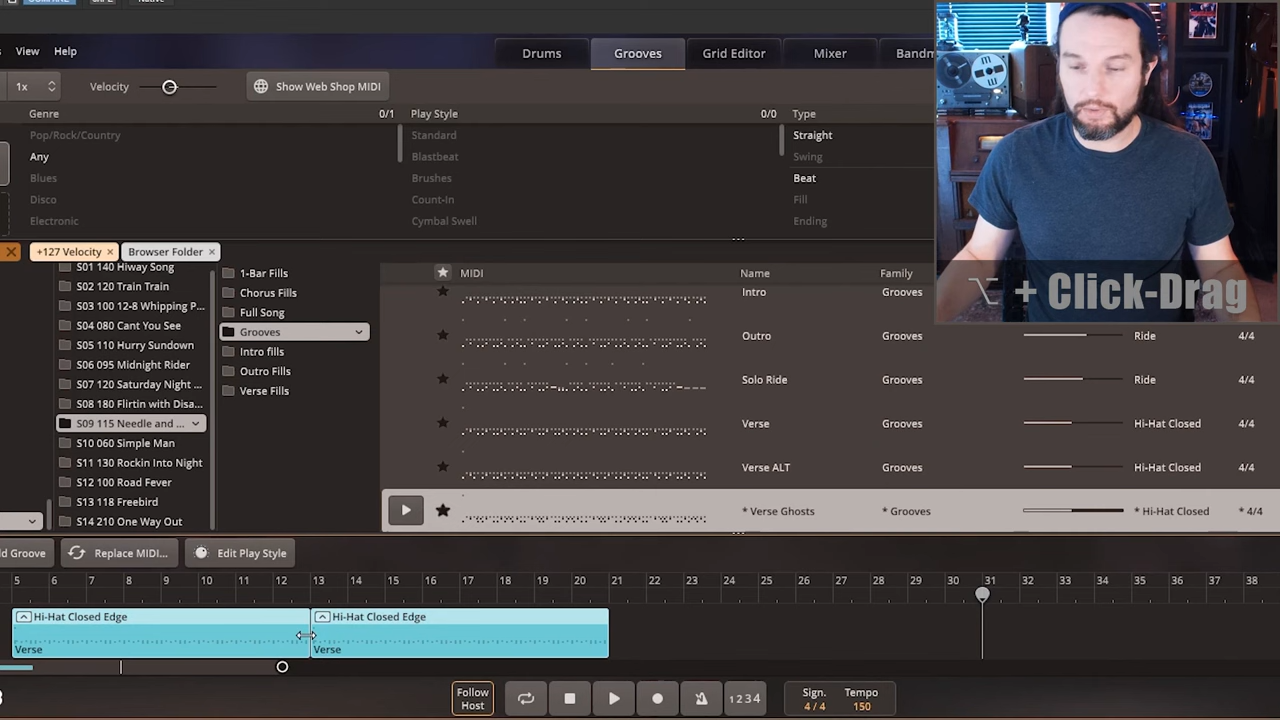 Native
View Help
Drums Grooves Grid Editor Mixer
1x Velocity Show Web Shop MIDI
Genre 0/1 Play Style 0/0 Type
Pop/Rock/Country Standard Straight
Any Blastbeat Swing
Blues Brushes Beat
Disco Count-In Fill
Electronic Cymbal Swell Ending
+127 Velocity × Browser Folder ×
S01 140 Hiway Song 1-Bar Fills MIDI Name Family
S02 120 Train Train Chorus Fills Intro Grooves
S03 100 12-8 Whipping P... Full Song
S04 080 Cant You See Grooves Outro Grooves Ride 4/4
S05 110 Hurry Sundown Intro fills
S06 095 Midnight Rider Outro Fills Solo Ride Grooves Ride 4/4
S07 120 Saturday Night ... Verse Fills
S08 180 Flirtin with Disa...
S09 115 Needle and ... Verse Grooves Hi-Hat Closed 4/4
S10 060 Simple Man
S11 130 Rockin Into Night Verse ALT Grooves Hi-Hat Closed 4/4
S12 100 Road Fever
S13 118 Freebird * Verse Ghosts * Grooves * Hi-Hat Closed * 4/4
S14 210 One Way Out
⌥ + Click-Drag
Groove Replace MIDI... Edit Play Style
5 6 7 8 9 10 11 12 13 14 15 16 17 18 19 20 21 22 23 24 25 26 27 28 29 30 31 32 33 34 35 36 37 38
Hi-Hat Closed Edge Hi-Hat Closed Edge
Verse Verse
Follow Host 1234 Sign. 4 / 4 Tempo 150